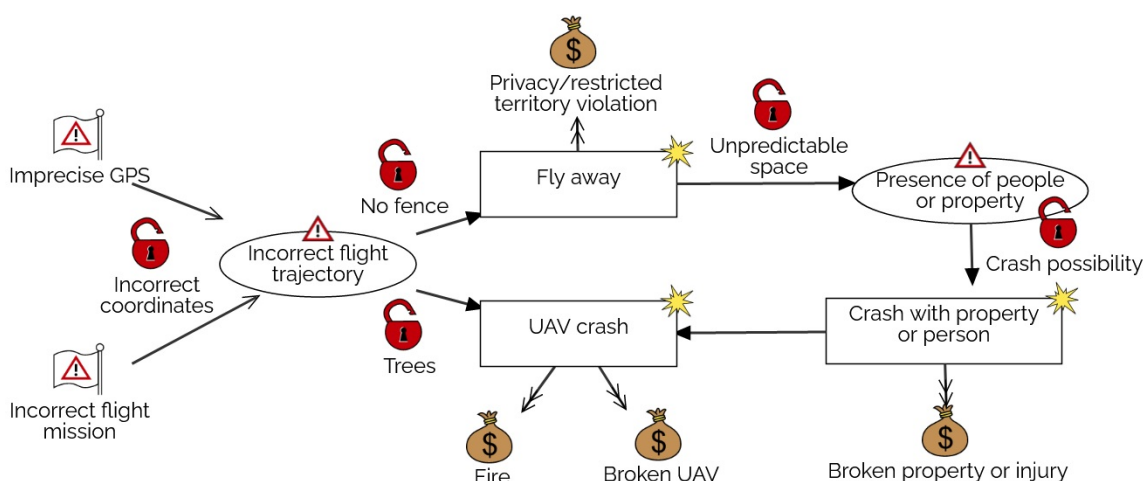 Privacy/restricted
territory violation
Imprecise GPS
No fence
Fly away
Unpredictable
space
Presence of people
or property
Incorrect
coordinates
Incorrect flight
trajectory
Crash possibility
Trees
UAV crash
Crash with property
or person
Incorrect flight
mission
$
$
$
$
Fire
Broken UAV
Broken property or injury